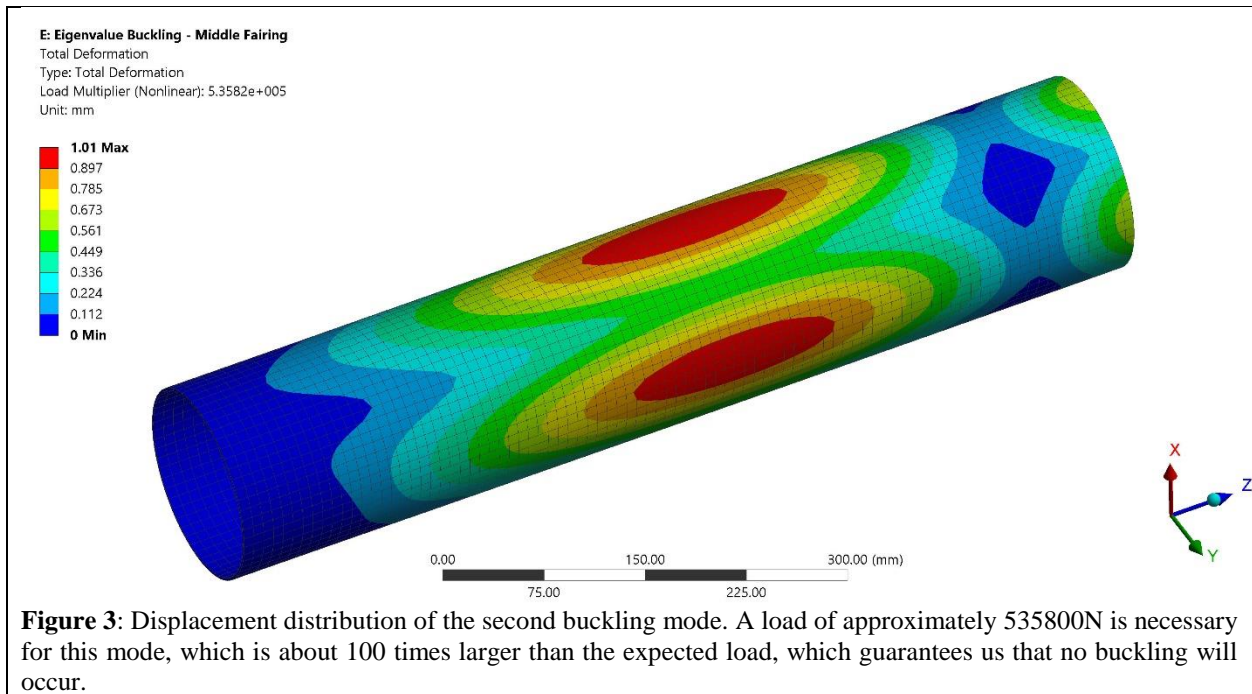 E: Eigenvalue Buckling - Middle Fairing
Total Deformation
Type: Total Deformation
Load Multiplier (Nonlinear): 5.3582e+005
Unit: mm
1.01 Max
0.897
0.785
0.673
0.561
0.449
0.336
0.224
0.112
0 Min
X
Z
Y
0.00 150.00 300.00 (mm)
75.00 225.00
Figure 3: Displacement distribution of the second buckling mode. A load of approximately 535800N is necessary
for this mode, which is about 100 times larger than the expected load, which guarantees us that no buckling will
occur.